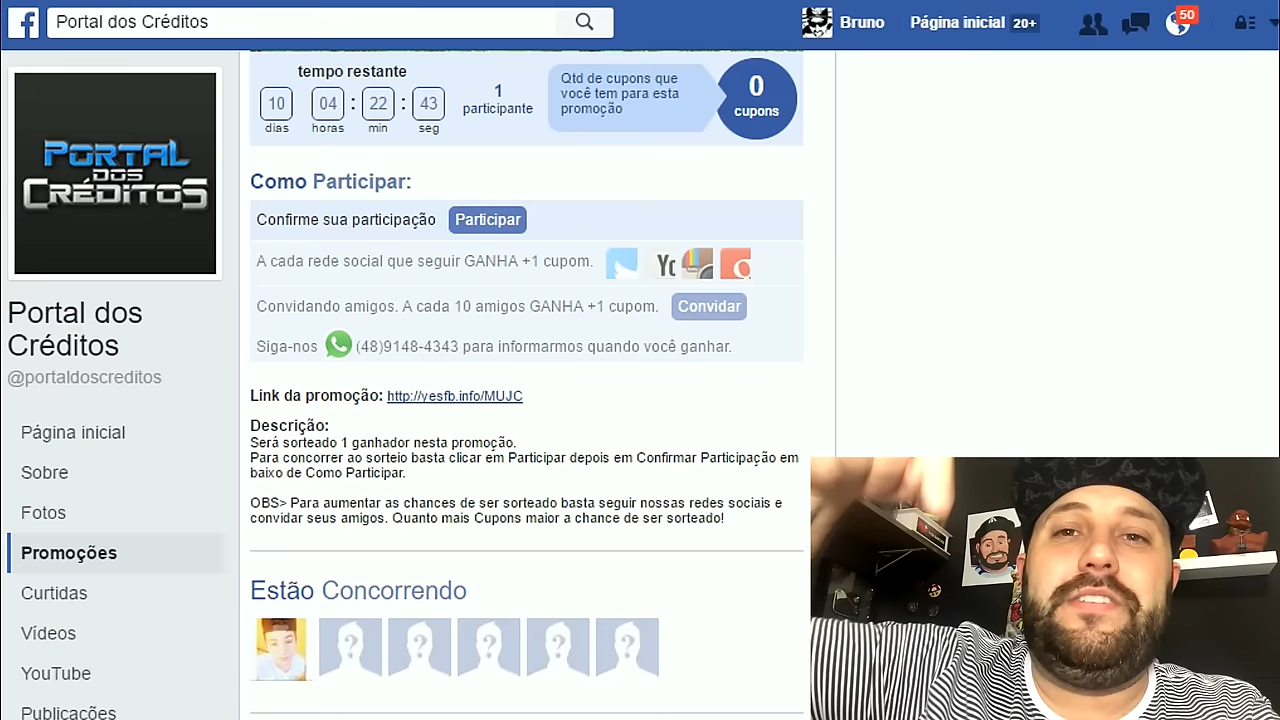 Portal dos Créditos
Bruno
Página inicial 20+
50
PORTAL
DOS
CRÉDITOS
Portal dos
Créditos
@portaldoscreditos
Página inicial
Sobre
Fotos
Promoções
Curtidas
Vídeos
YouTube
Publicações
tempo restante
10 04 : 22 : 43
dias horas min seg
1
participante
Qtd de cupons que
você tem para esta
promoção
0
cupons
Como Participar:
Confirme sua participação Participar
A cada rede social que seguir GANHA +1 cupom.
Convidando amigos. A cada 10 amigos GANHA +1 cupom. Convidar
Siga-nos (48)9148-4343 para informarmos quando você ganhar.
Link da promoção: http://yesfb.info/MUJC
Descrição:
Será sorteado 1 ganhador nesta promoção.
Para concorrer ao sorteio basta clicar em Participar depois em Confirmar Participação em
baixo de Como Participar.
OBS> Para aumentar as chances de ser sorteado basta seguir nossas redes sociais e
convidar seus amigos. Quanto mais Cupons maior a chance de ser sorteado!
Estão Concorrendo